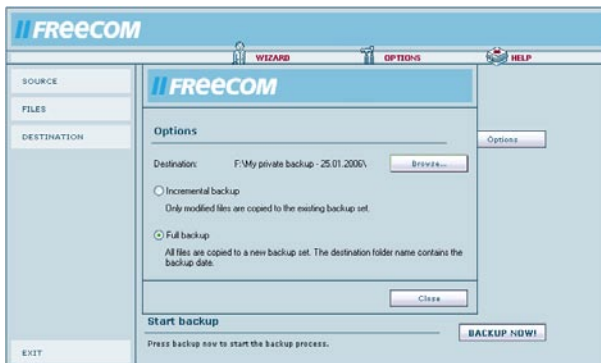 FREECOM
WIZARD OPTIONS HELP
SOURCE
FILES
DESTINATION
FREECOM
Options
Destination: F:\My private backup - 25.01.2006\ Browse...
Incremental backup
Only modified files are copied to the existing backup set.
Full backup
All files are copied to a new backup set. The destination folder name contains the
backup date.
Close
Options
Start backup
Press backup now to start the backup process.
BACKUP NOW!
EXIT